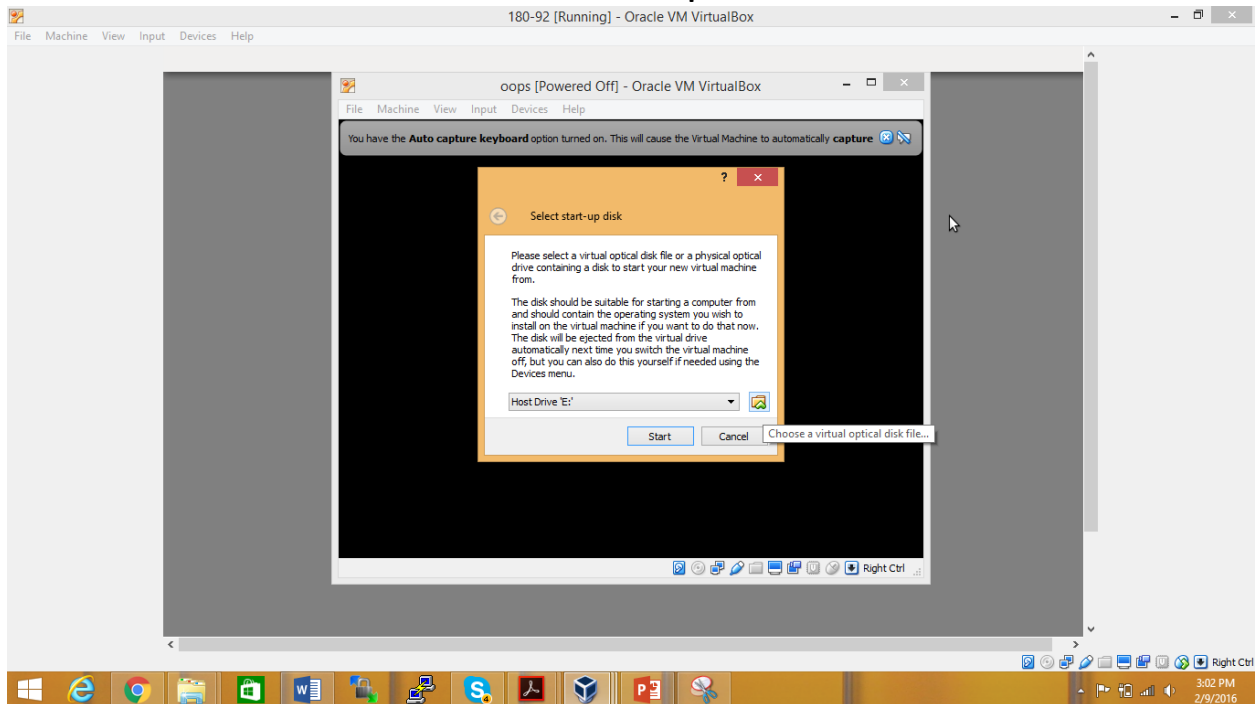 180-92 [Running] - Oracle VM VirtualBox
File Machine View Input Devices Help
oops [Powered Off] - Oracle VM VirtualBox
File Machine View Input Devices Help
You have the Auto capture keyboard option turned on. This will cause the Virtual Machine to automatically capture
?
Select start-up disk
Please select a virtual optical disk file or a physical optical
drive containing a disk to start your new virtual machine
from.
The disk should be suitable for starting a computer from
and should contain the operating system you wish to
install on the virtual machine if you want to do that now.
The disk will be ejected from the virtual drive
automatically next time you switch the virtual machine
off, but you can also do this yourself if needed using the
Devices menu.
Host Drive 'E:'
Start Cancel
Choose a virtual optical disk file...
Right Ctrl
Right Ctrl
3:02 PM
2/9/2016